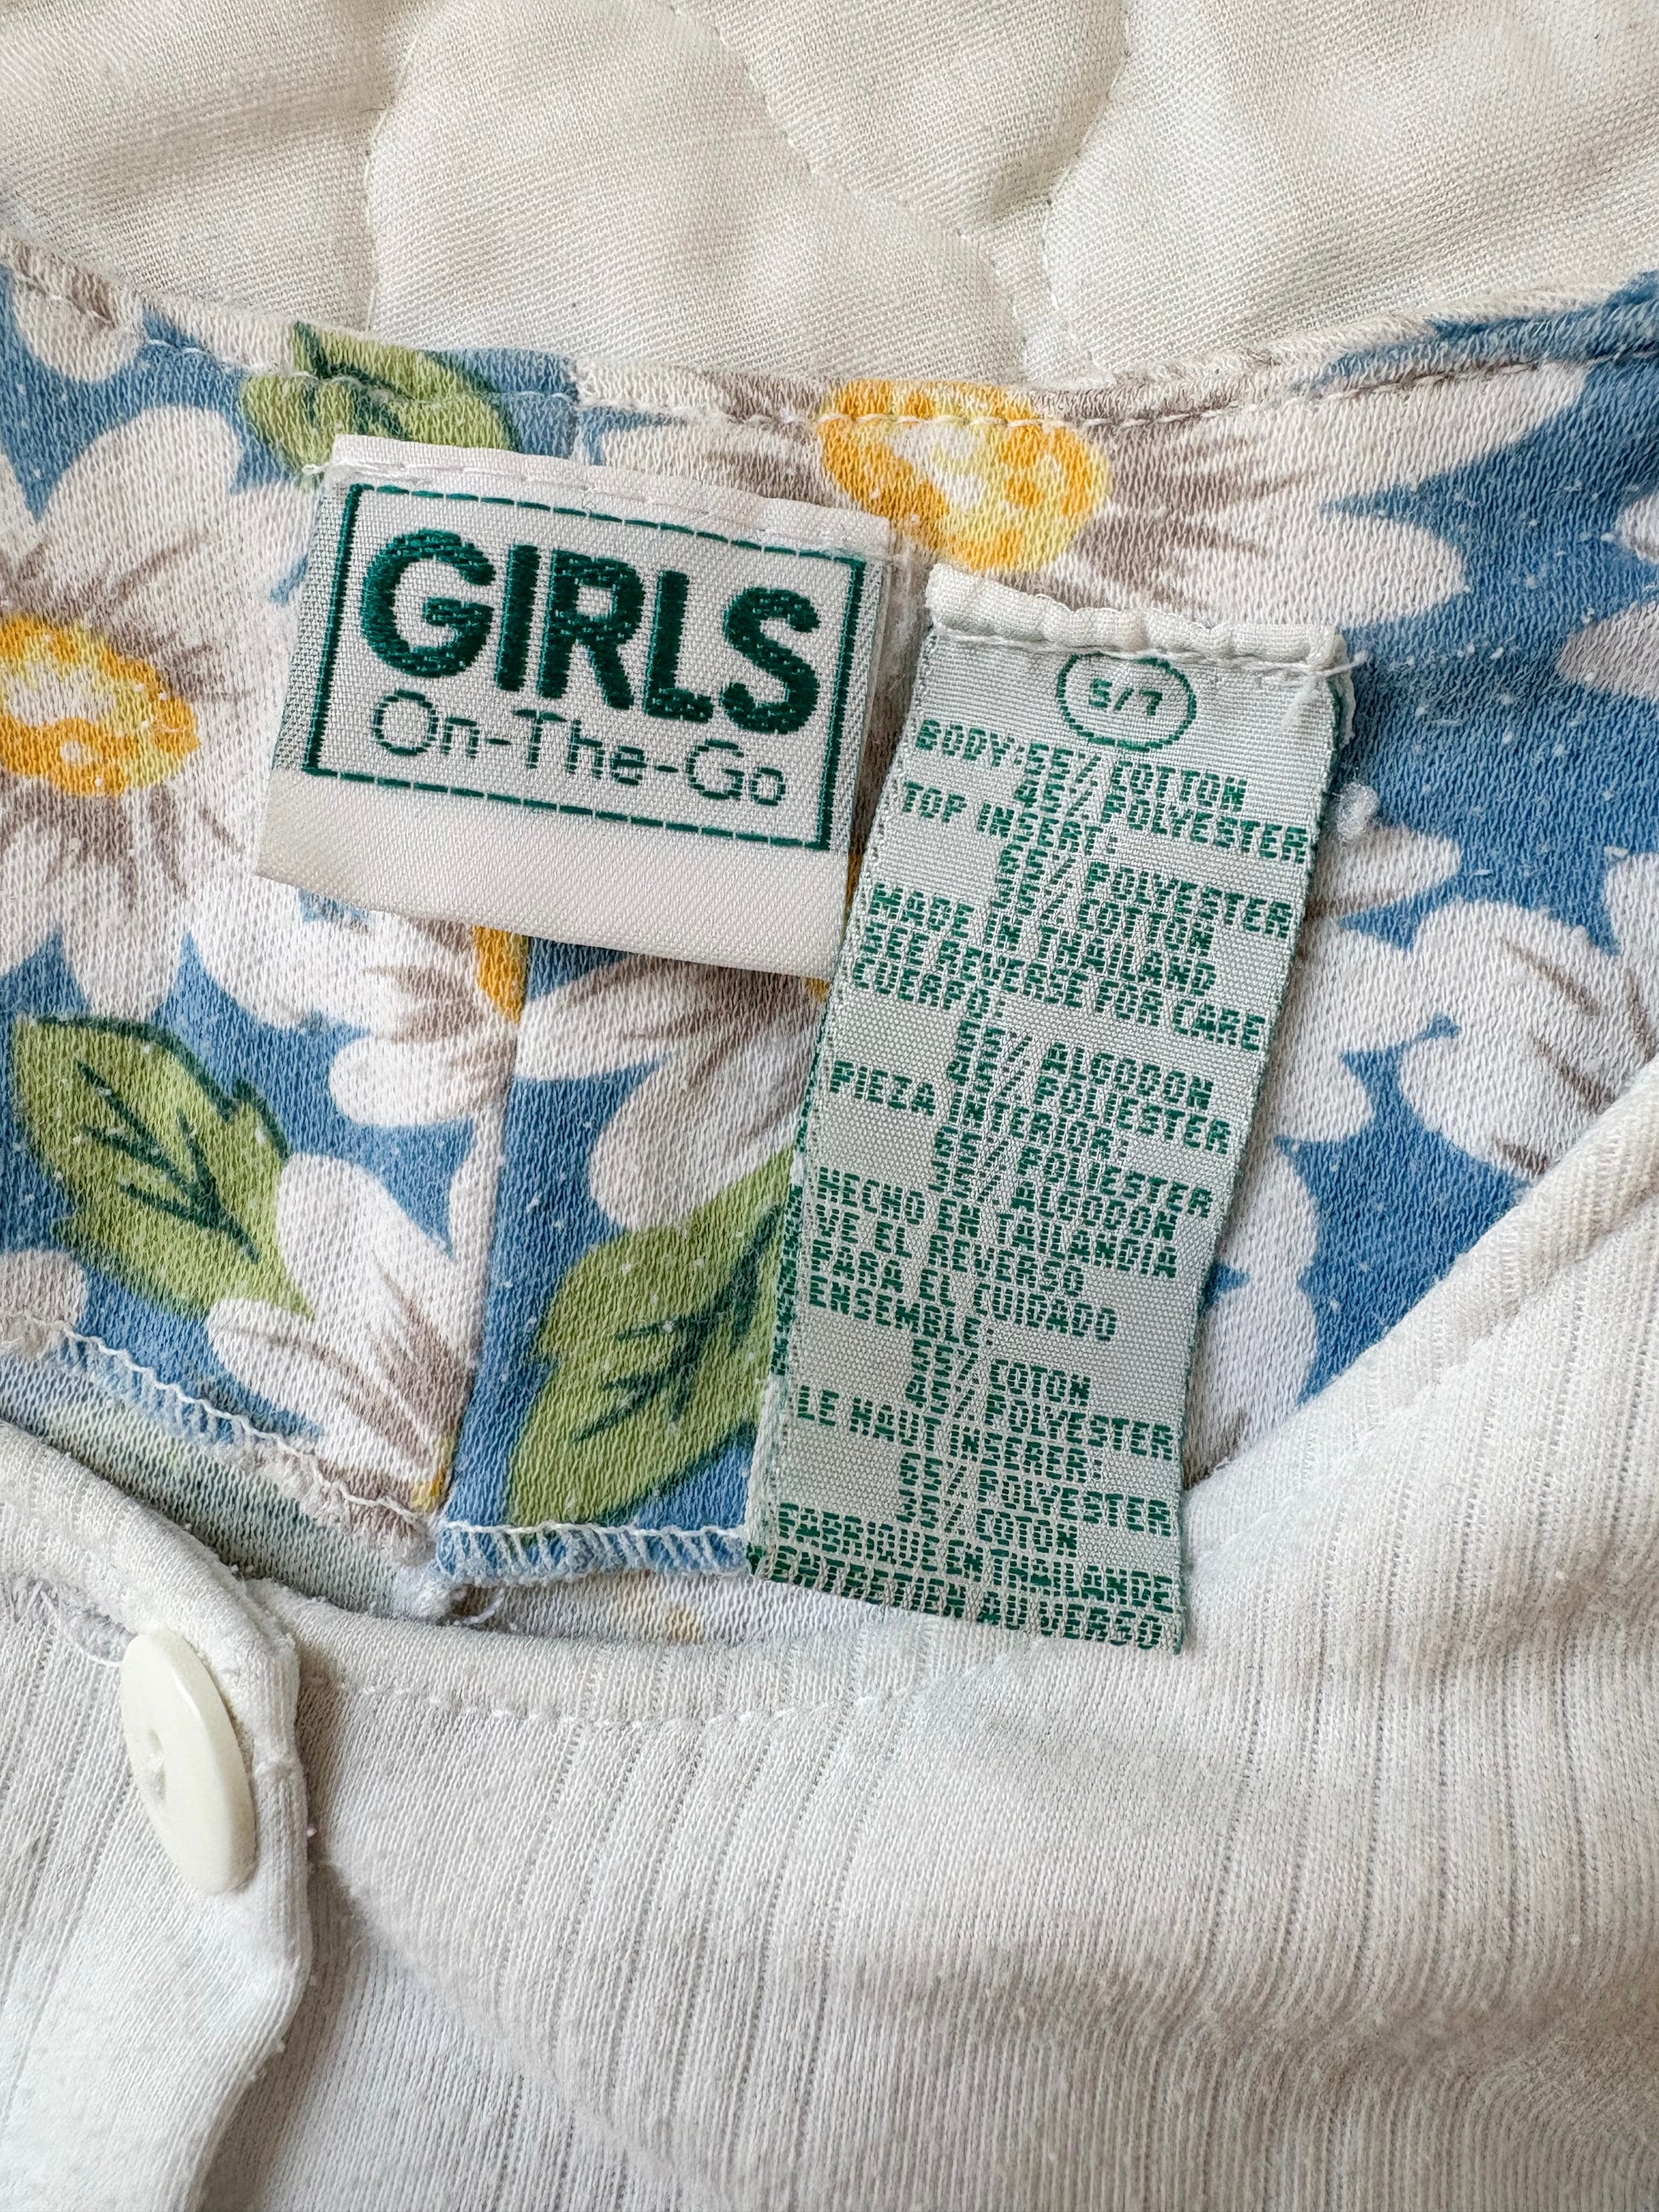 GIRLS
On-The-Go
5/7
BODY:55% COTTON
45% POLYESTER
TOP INSERT:
65% POLYESTER
35% COTTON
MADE IN THAILAND
SEE REVERSE FOR CARE
CUERPO:
55% ALGODON
45% POLIESTER
PIEZA INTERIOR:
65% POLIESTER
35% ALGODON
HECHO EN TAILANDIA
VE EL REVERSO
PARA EL CUIDADO
ENSEMBLE:
55% COTON
45% POLYESTER
LE HAUT INSERER:
65% POLYESTER
35% COTON
FABRIQUE EN THAILANDE
ENTRETIEN AU VERSO